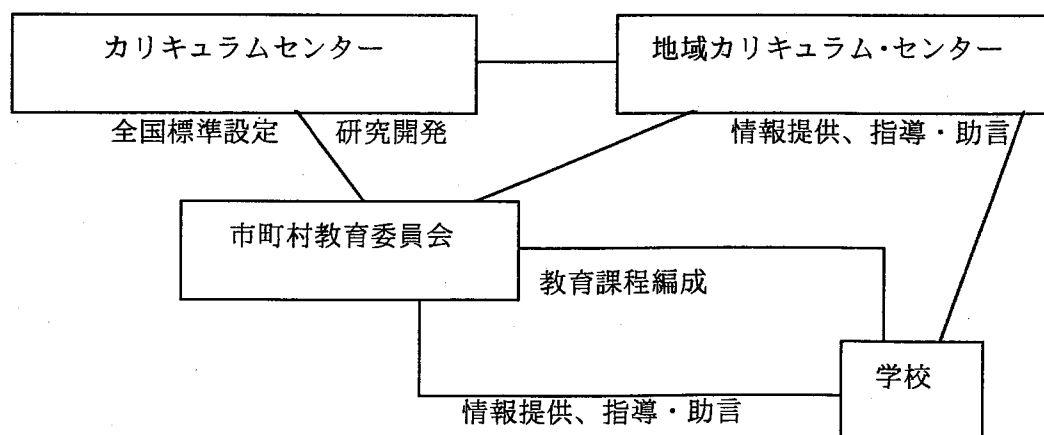 カリキュラムセンター
地域カリキュラム・センター
全国標準設定 研究開発
情報提供、指導・助言
市町村教育委員会
教育課程編成
学校
情報提供、指導・助言